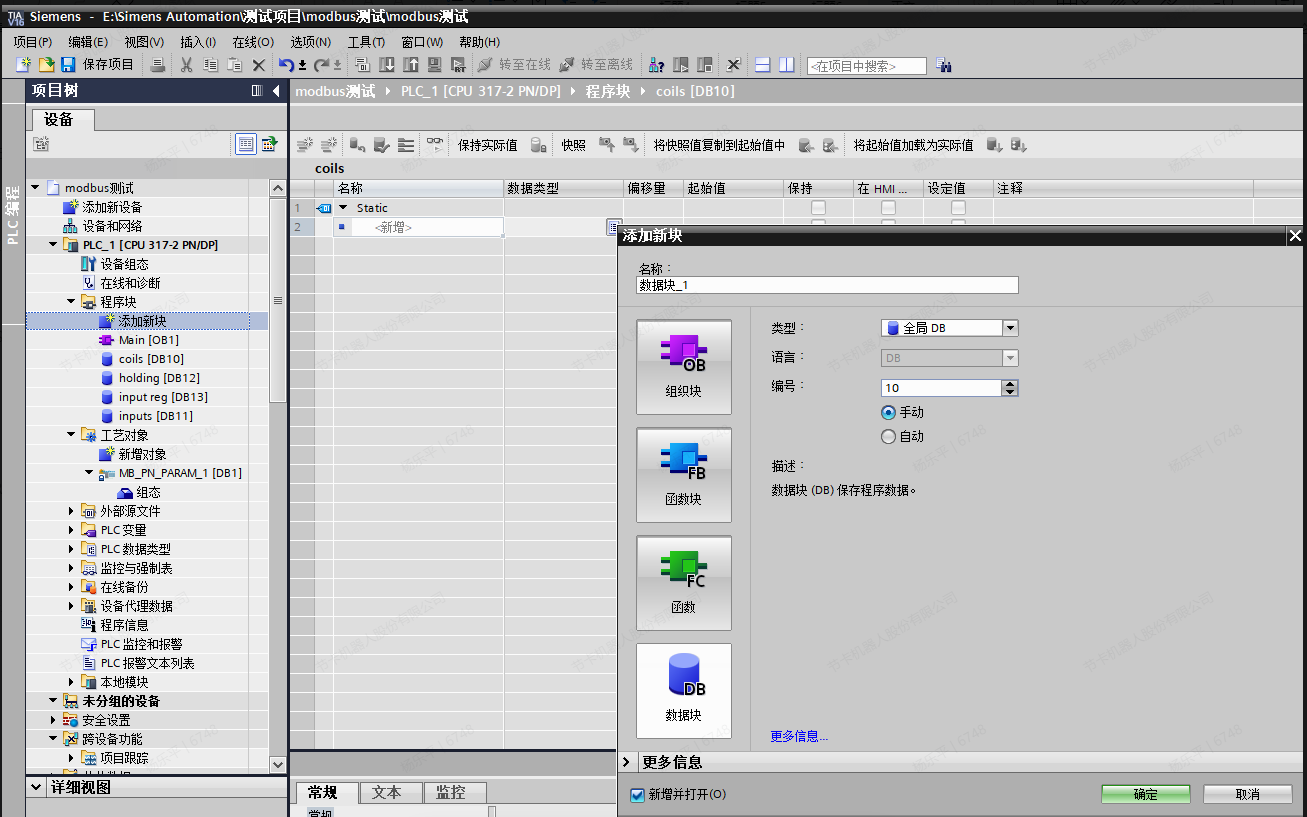 Siemens - E:\Simens Automation\测试项目\modbus测试\modbus测试
项目(P) 编辑(E) 视图(V) 插入(I) 在线(O) 选项(N) 工具(T) 窗口(W) 帮助(H)
保存项目 转至在线 转至离线 <在项目中搜索>
项目树
modbus测试 PLC_1 [CPU 317-2 PN/DP] 程序块 coils [DB10]
设备
保持实际值 快照 将快照值复制到起始值中 将起始值加载为实际值
PLC 编程
coils
名称 数据类型 偏移量 起始值 保持 在 HMI ... 设定值 注释
1 Static
2 <新增>
modbus测试
添加新设备
设备和网络
PLC_1 [CPU 317-2 PN/DP]
设备组态
在线和诊断
程序块
添加新块
Main [OB1]
coils [DB10]
holding [DB12]
input reg [DB13]
inputs [DB11]
工艺对象
新增对象
MB_PN_PARAM_1 [DB1]
组态
外部源文件
PLC 变量
PLC 数据类型
监控与强制表
在线备份
设备代理数据
程序信息
PLC 监控和报警
PLC 报警文本列表
本地模块
未分组的设备
安全设置
跨设备功能
项目跟踪
详细视图
常规 文本 监控
常规
添加新块
名称：
数据块_1
OB
组织块
FB
函数块
FC
函数
DB
数据块
类型： 全局 DB
语言： DB
编号： 10
手动
自动
描述：
数据块 (DB) 保存程序数据。
更多信息...
更多信息
新增并打开(O)
确定 取消